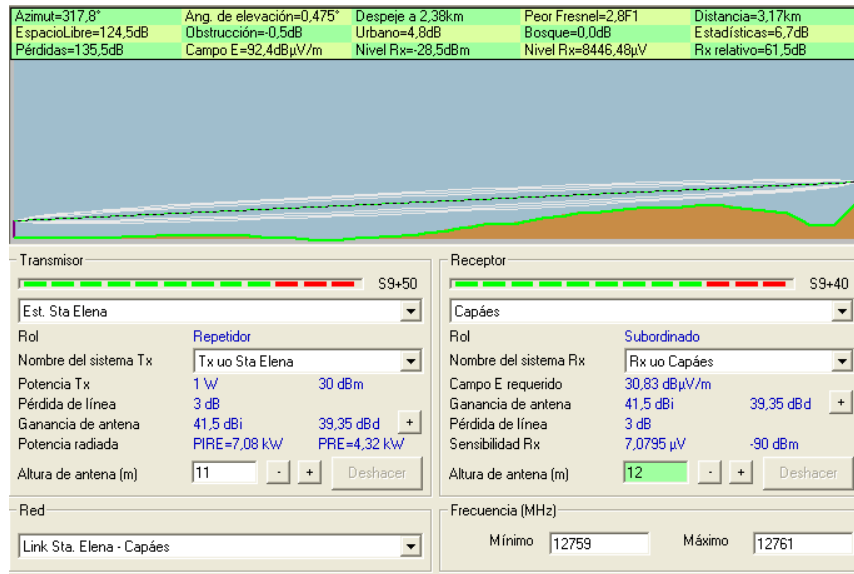 Azimut=317,8° Ang. de elevación=0,475° Despeje a 2,38km Peor Fresnel=2,8F1 Distancia=3,17km
EspacioLibre=124,5dB Obstrucción=-0,5dB Urbano=4,8dB Bosque=0,0dB Estadísticas=6,7dB
Pérdidas=135,5dB Campo E=92,4dBµV/m Nivel Rx=-28,5dBm Nivel Rx=8446,48µV Rx relativo=61,5dB
Transmisor
S9+50
Est. Sta Elena
Rol Repetidor
Nombre del sistema Tx Tx uo Sta Elena
Potencia Tx 1 W 30 dBm
Pérdida de línea 3 dB
Ganancia de antena 41,5 dBi 39,35 dBd +
Potencia radiada PIRE=7,08 kW PRE=4,32 kW
Altura de antena (m) 11 - + Deshacer
Receptor
S9+40
Capáes
Rol Subordinado
Nombre del sistema Rx Rx uo Capáes
Campo E requerido 30,83 dBµV/m
Ganancia de antena 41,5 dBi 39,35 dBd +
Pérdida de línea 3 dB
Sensibilidad Rx 7,0795 µV -90 dBm
Altura de antena (m) 12 - + Deshacer
Red
Link Sta. Elena - Capáes
Frecuencia (MHz)
Mínimo 12759 Máximo 12761